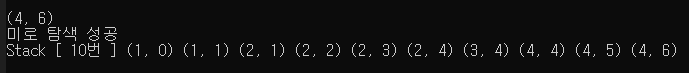 (4, 6)
미로 탐색 성공
Stack [ 10번 ] (1, 0) (1, 1) (2, 1) (2, 2) (2, 3) (2, 4) (3, 4) (4, 4) (4, 5) (4, 6)